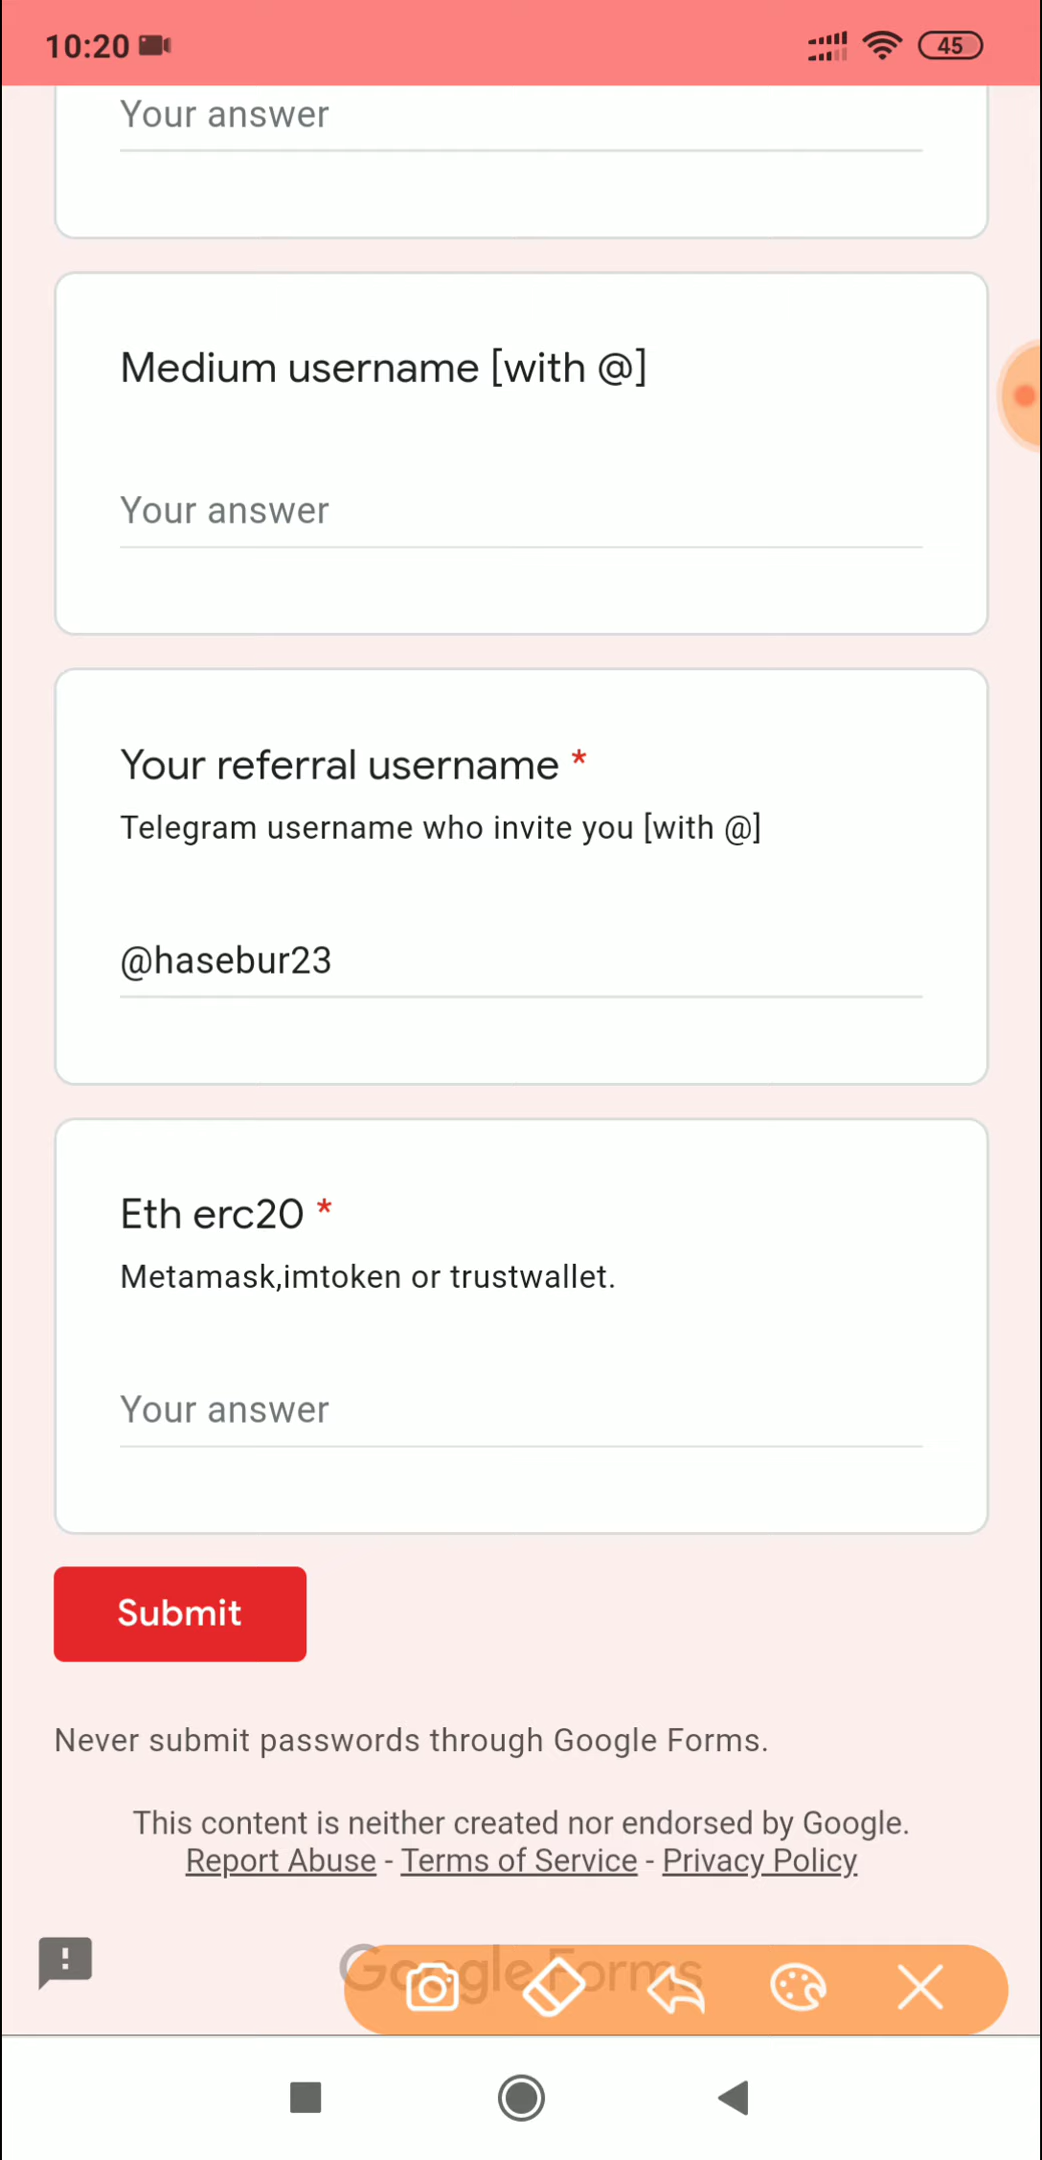 10:20
45
Your answer
Medium username [with @]
Your answer
Your referral username *
Telegram username who invite you [with @]
@hasebur23
Eth erc20 *
Metamask,imtoken or trustwallet.
Your answer
Submit
Never submit passwords through Google Forms.
This content is neither created nor endorsed by Google.
Report Abuse - Terms of Service - Privacy Policy
Google Forms